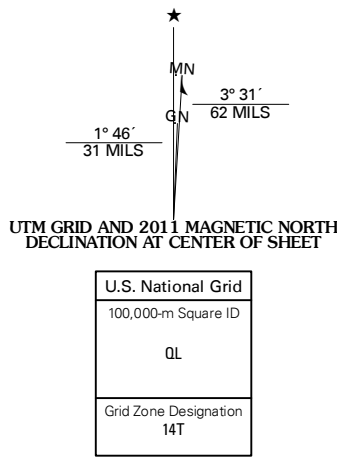 ★
MN
3° 31´
62 MILS
GN
1° 46´
31 MILS
UTM GRID AND 2011 MAGNETIC NORTH
DECLINATION AT CENTER OF SHEET
U.S. National Grid
100,000-m Square ID
QL
Grid Zone Designation
14T